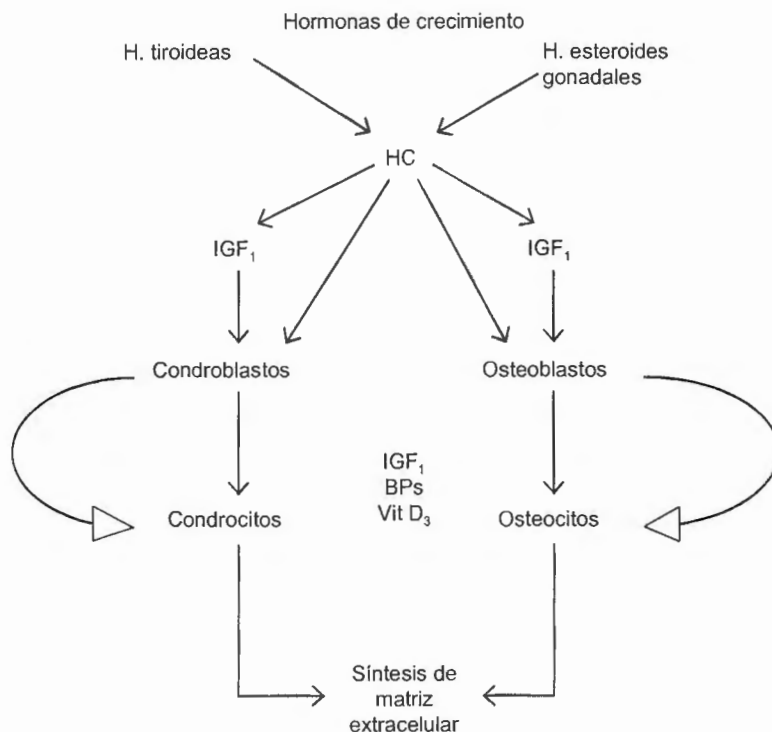 Hormonas de crecimiento
H. tiroideas
H. esteroides
gonadales
HC
IGF₁
IGF₁
Condroblastos
Osteoblastos
IGF₁
BPs
Vit D₃
Condrocitos
Osteocitos
Síntesis de
matriz
extracelular